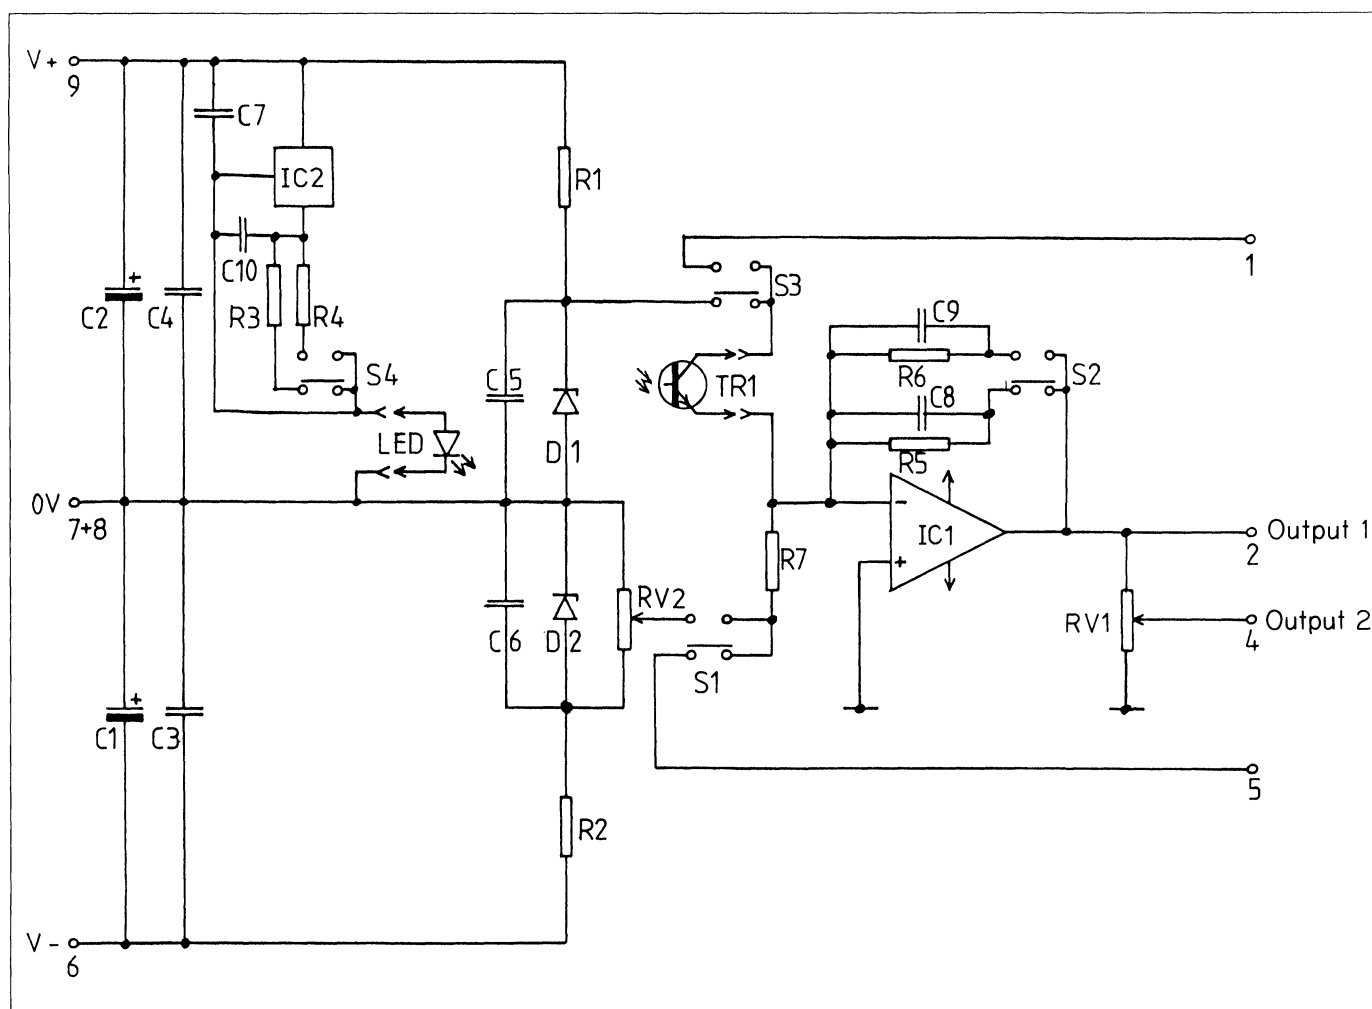 V+
9
C7
IC2
R1
C10
S3
1
C2
C4
R3
R4
C9
S4
R6
S2
TR1
C5
C8
LED
D1
R5
0V
7+8
IC1
Output 1
2
R7
RV2
RV1
Output 2
4
C6
D2
S1
C1
C3
5
R2
V-
6